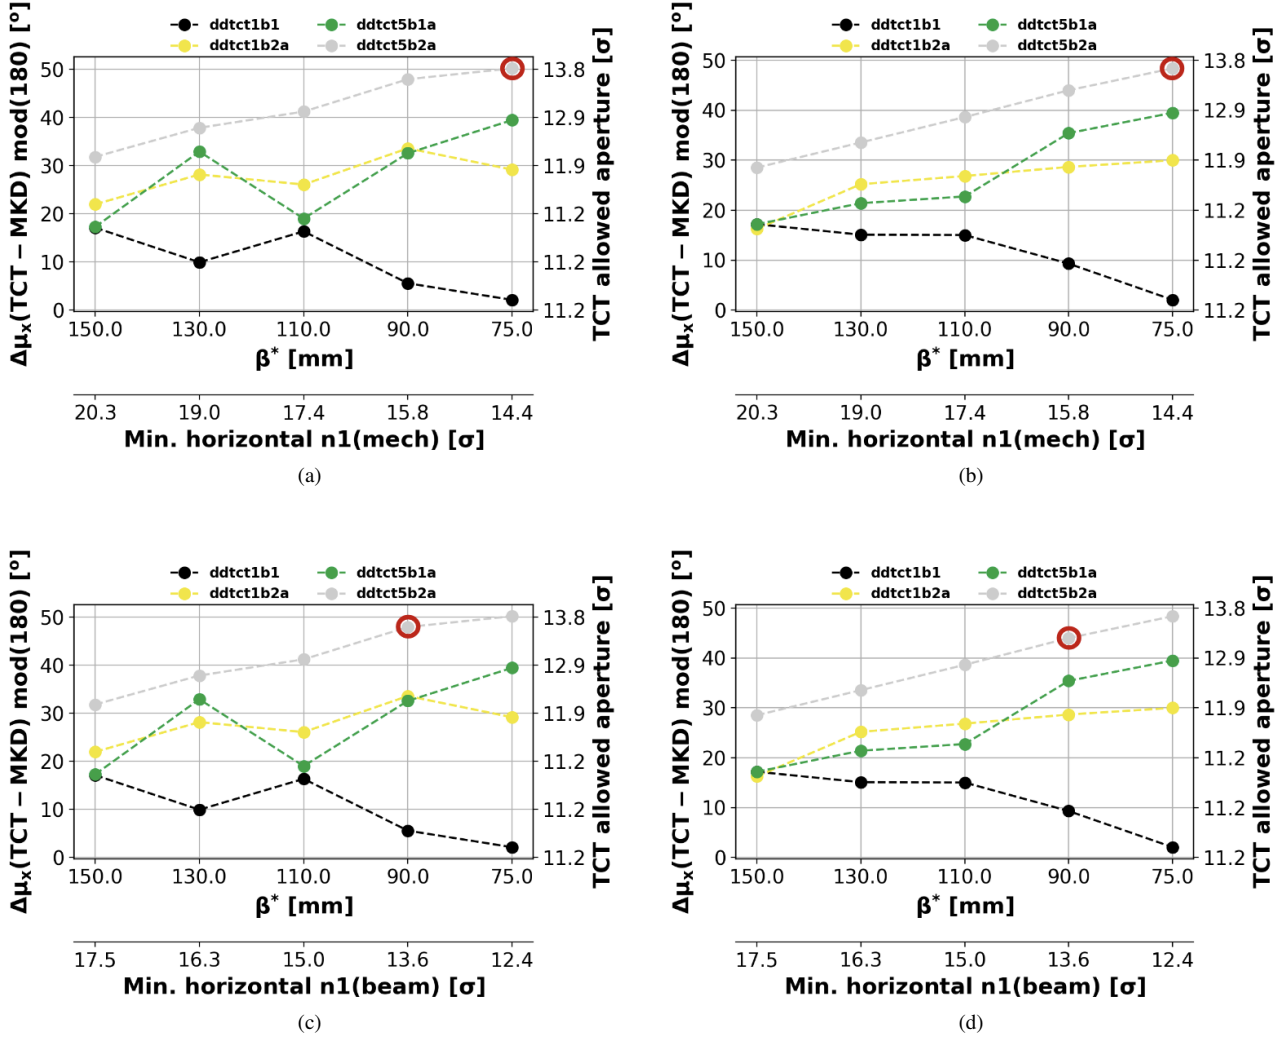 ddtct1b1 ddtct5b1a
ddtct1b2a ddtct5b2a
Δμx(TCT − MKD) mod(180) [º]
50
40
30
20
10
0
13.8
12.9
11.9
11.2
11.2
11.2
TCT allowed aperture [σ]
150.0 130.0 110.0 90.0 75.0
β* [mm]
20.3 19.0 17.4 15.8 14.4
Min. horizontal n1(mech) [σ]
(a)
ddtct1b1 ddtct5b1a
ddtct1b2a ddtct5b2a
Δμx(TCT − MKD) mod(180) [º]
50
40
30
20
10
0
13.8
12.9
11.9
11.2
11.2
11.2
TCT allowed aperture [σ]
150.0 130.0 110.0 90.0 75.0
β* [mm]
20.3 19.0 17.4 15.8 14.4
Min. horizontal n1(mech) [σ]
(b)
ddtct1b1 ddtct5b1a
ddtct1b2a ddtct5b2a
Δμx(TCT − MKD) mod(180) [º]
50
40
30
20
10
0
13.8
12.9
11.9
11.2
11.2
11.2
TCT allowed aperture [σ]
150.0 130.0 110.0 90.0 75.0
β* [mm]
17.5 16.3 15.0 13.6 12.4
Min. horizontal n1(beam) [σ]
(c)
ddtct1b1 ddtct5b1a
ddtct1b2a ddtct5b2a
Δμx(TCT − MKD) mod(180) [º]
50
40
30
20
10
0
13.8
12.9
11.9
11.2
11.2
11.2
TCT allowed aperture [σ]
150.0 130.0 110.0 90.0 75.0
β* [mm]
17.5 16.3 15.0 13.6 12.4
Min. horizontal n1(beam) [σ]
(d)